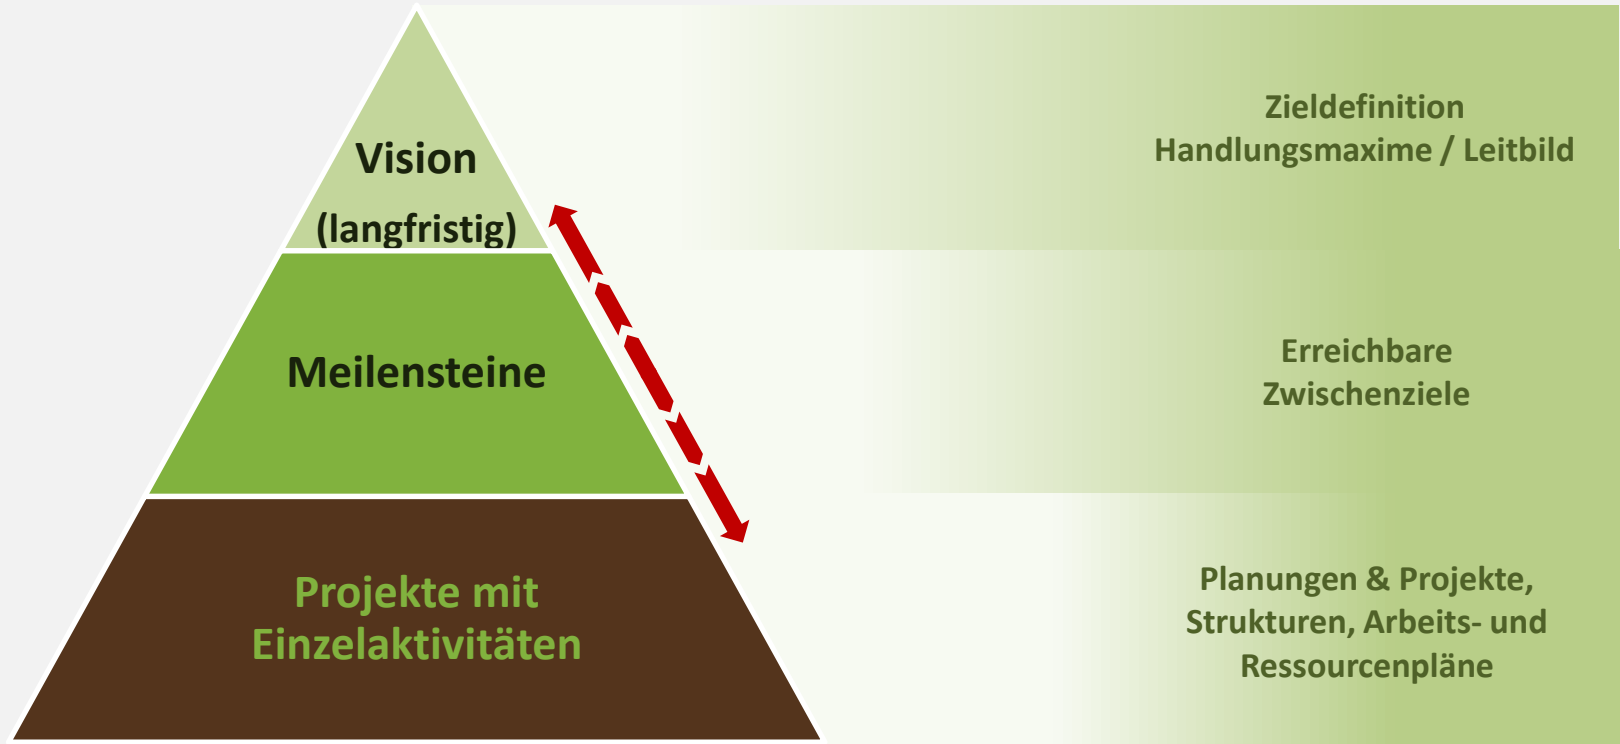 Vision
(langfristig)
Zieldefinition
Handlungsmaxime / Leitbild
Meilensteine
Erreichbare
Zwischenziele
Projekte mit
Einzelaktivitäten
Planungen & Projekte,
Strukturen, Arbeits- und
Ressourcenpläne